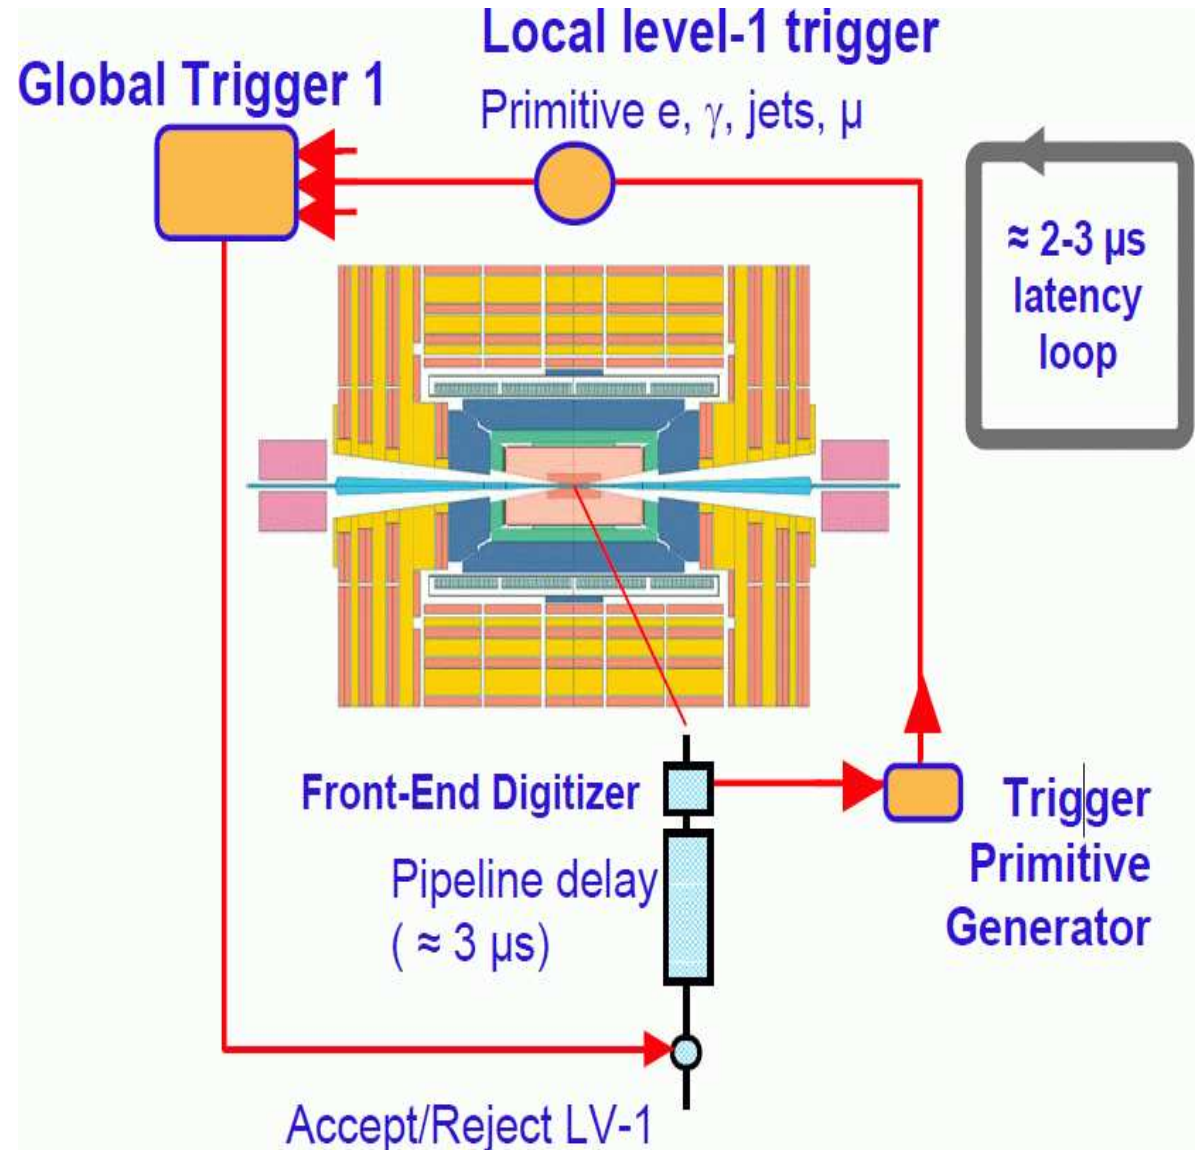 Local level-1 trigger
Primitive e, γ, jets, μ
Global Trigger 1
≈ 2-3 µs
latency
loop
Front-End Digitizer
Pipeline delay
( ≈ 3 µs)
Trigger
Primitive
Generator
Accept/Reject LV-1